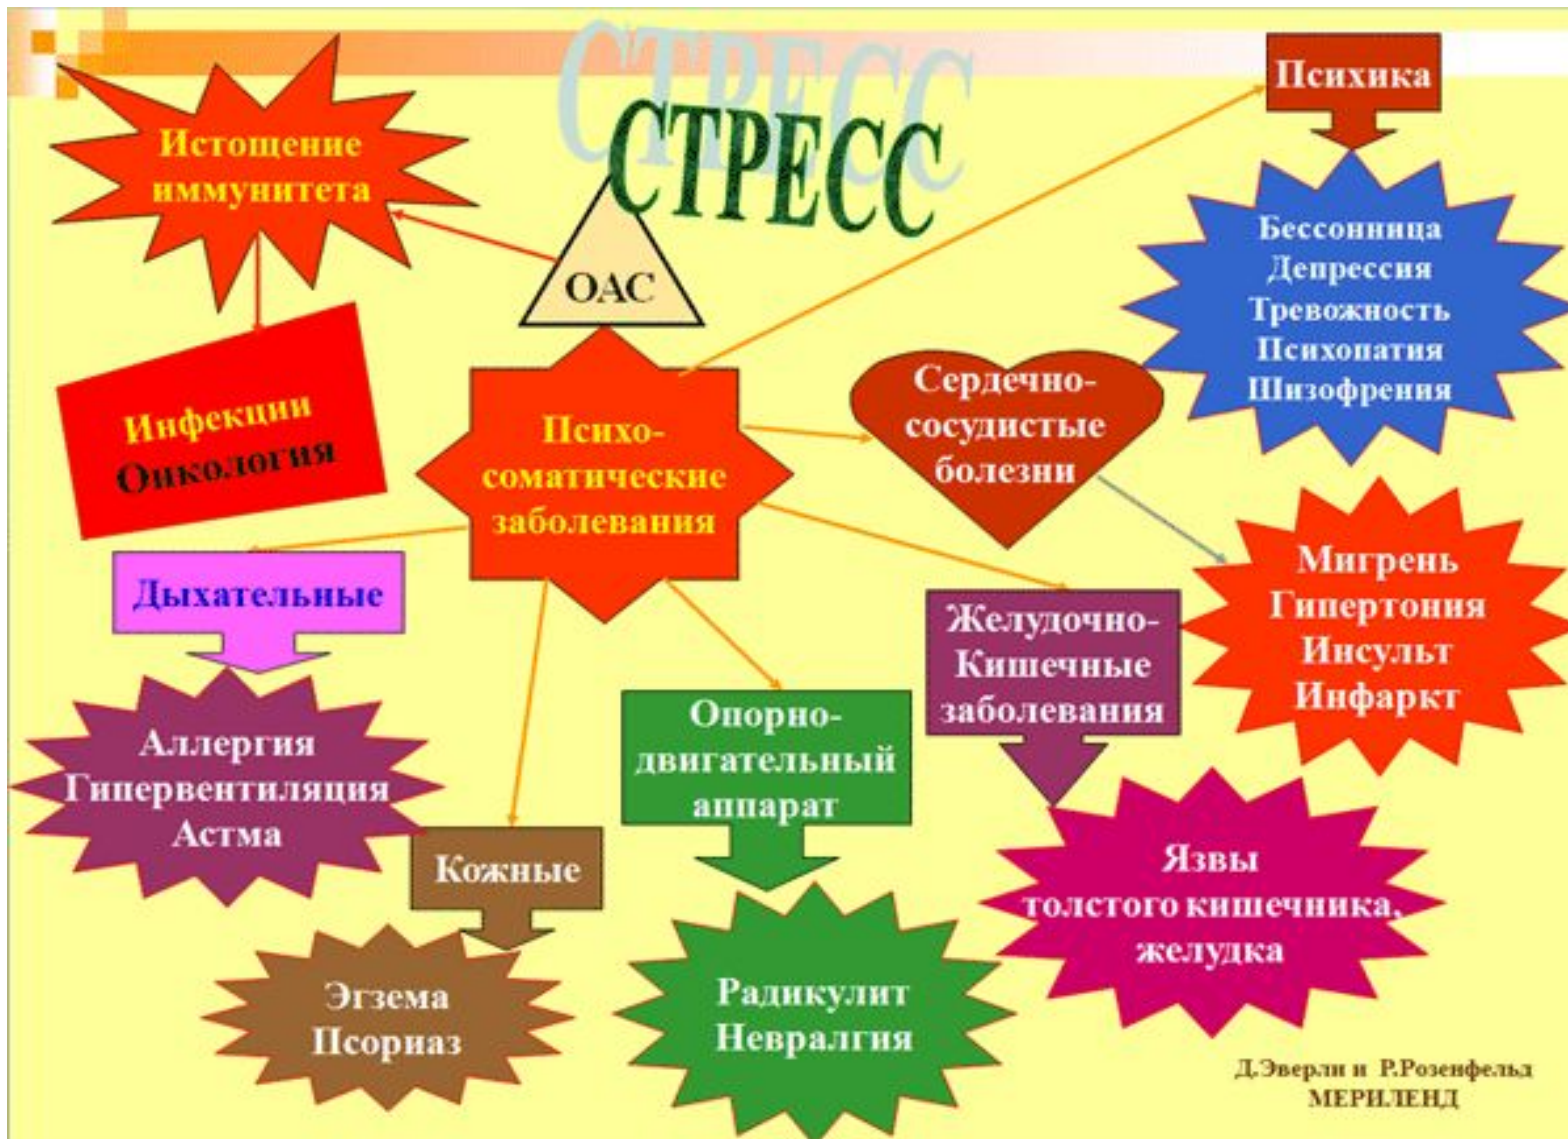 СТРЕСС
Психика
Истощение
иммунитета
ОАС
Бессонница
Депрессия
Тревожность
Психопатия
Шизофрения
Инфекции
Онкология
Психо-
соматические
заболевания
Сердечно-
сосудистые
болезни
Мигрень
Гипертония
Инсульт
Инфаркт
Дыхательные
Желудочно-
Кишечные
заболевания
Аллергия
Гипервентиляция
Астма
Опорно-
двигательный
аппарат
Кожные
Язвы
толстого кишечника,
желудка
Эгзема
Псориаз
Радикулит
Невралгия
Д.Эверли и Р.Розенфельд
МЕРИЛЕНД